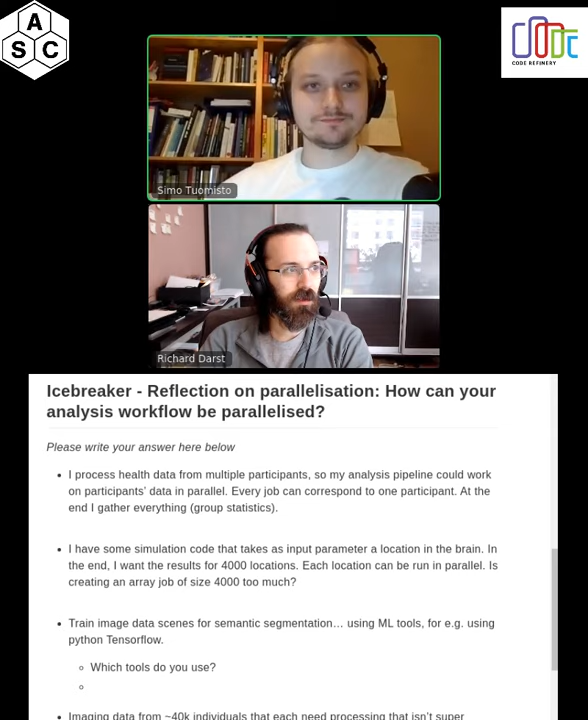 A
S
C
CODE REFINERY
Simo Tuomisto
Richard Darst
Icebreaker - Reflection on parallelisation: How can your
analysis workflow be parallelised?
Please write your answer here below
I process health data from multiple participants, so my analysis pipeline could work
on participants' data in parallel. Every job can correspond to one participant. At the
end I gather everything (group statistics).
I have some simulation code that takes as input parameter a location in the brain. In
the end, I want the results for 4000 locations. Each location can be run in parallel. Is
creating an array job of size 4000 too much?
Train image data scenes for semantic segmentation… using ML tools, for e.g. using
python Tensorflow.
Which tools do you use?
Imaging data from ~40k individuals that each need processing that isn't super